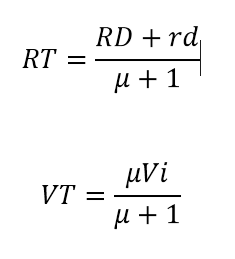 RT = (RD + rd) / (μ + 1)
VT = μVi / (μ + 1)